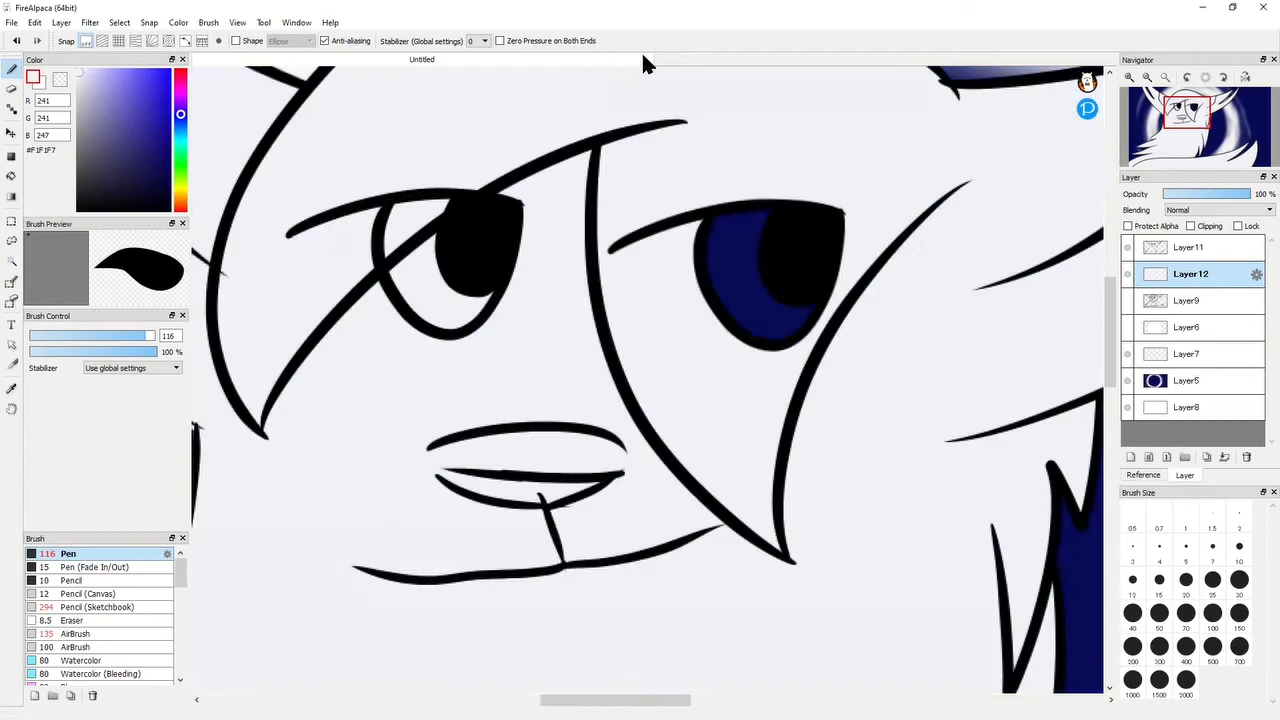 FireAlpaca (64bit)
File Edit Layer Filter Select Snap Color Brush View Tool Window Help
Snap OFF Shape Ellipse Anti-aliasing Stabilizer (Global settings) 0 Zero Pressure on Both Ends
Untitled
Color
R 241
G 241
B 247
#F1F1F7
Brush Preview
Brush Control
116
100 %
Stabilizer Use global settings
Brush
116 Pen
15 Pen (Fade In/Out)
10 Pencil
12 Pencil (Canvas)
294 Pencil (Sketchbook)
8.5 Eraser
135 AirBrush
100 AirBrush
80 Watercolor
80 Watercolor (Bleeding)
Navigator
Layer
Opacity 100 %
Blending Normal
Protect Alpha Clipping Lock
Layer11
Layer12
Layer9
Layer6
Layer7
Layer5
Layer8
Reference Layer
Brush Size
0.5 0.7 1 1.5 2
3 4 5 7 10
12 15 20 25 30
40 50 70 100 150
200 300 400 500 700
1000 1500 2000